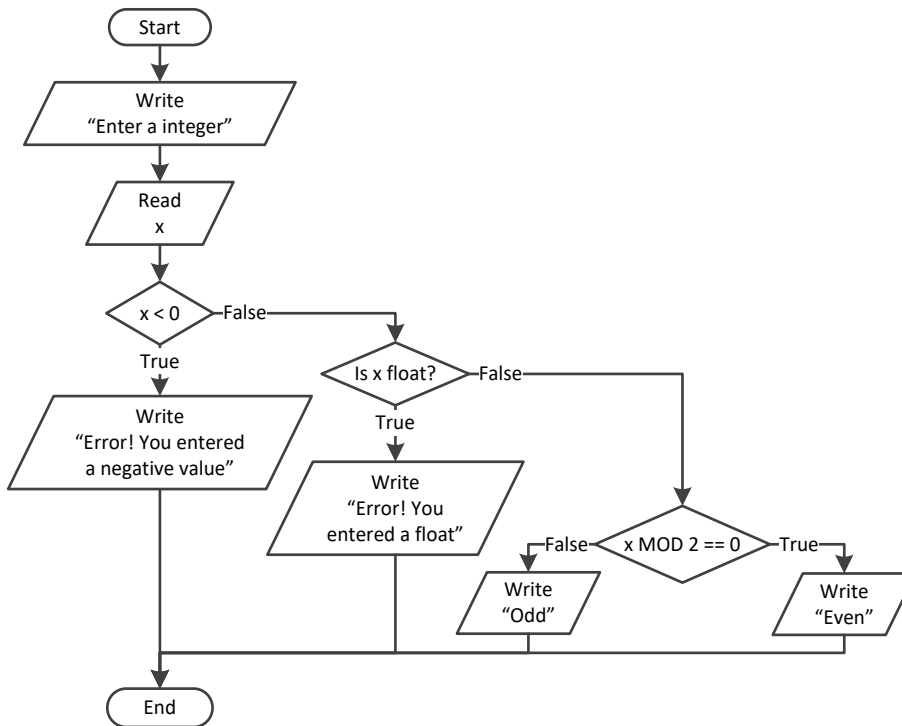 Start
Write
“Enter a integer”
Read
x
x < 0
False
True
Is x float?
False
Write
“Error! You entered
a negative value”
True
Write
“Error! You
entered a float”
False
x MOD 2 == 0
True
Write
“Odd”
Write
“Even”
End